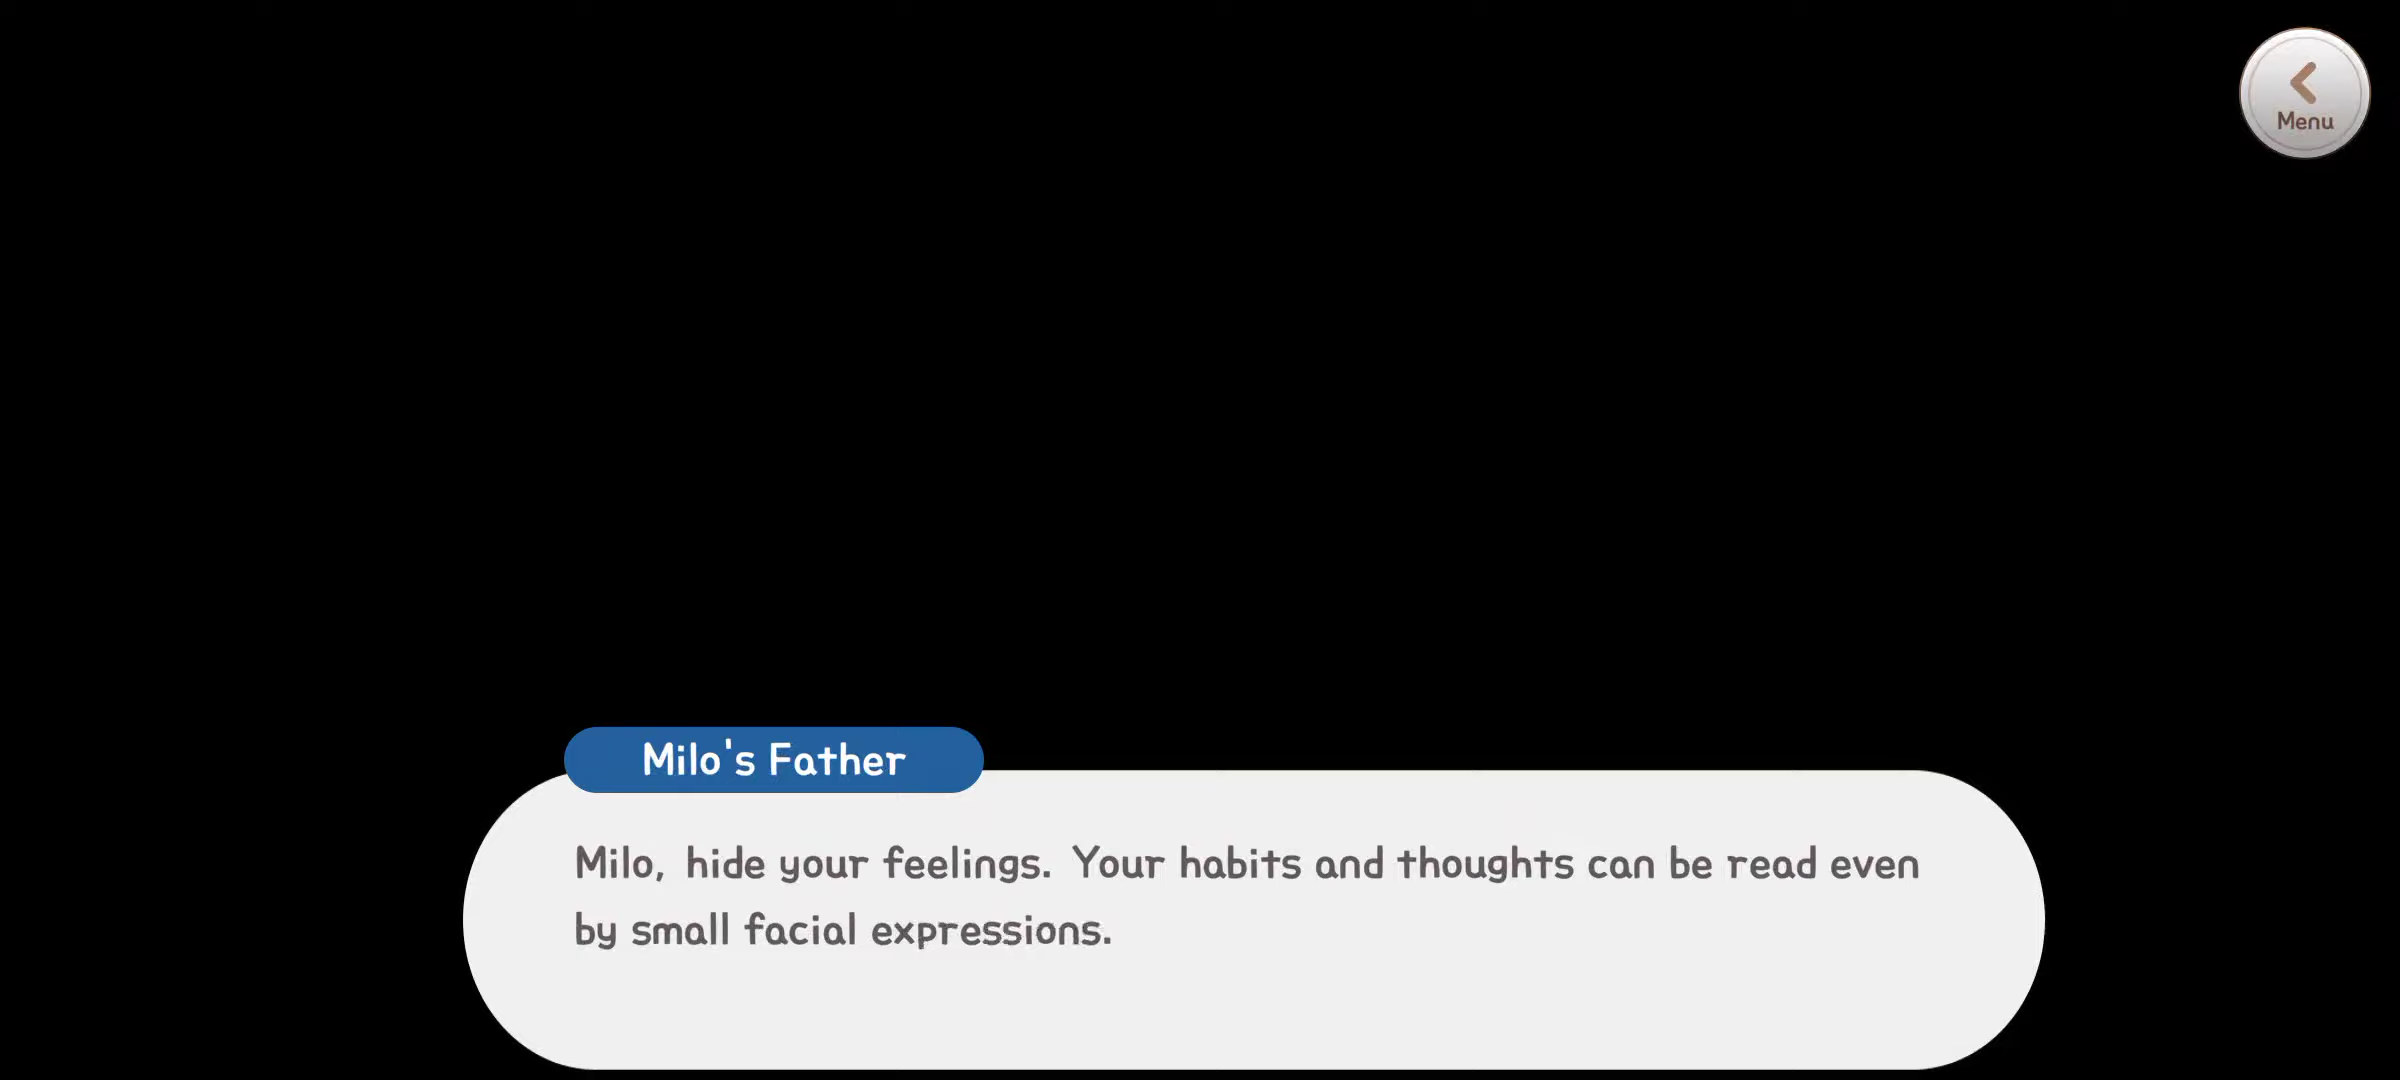 Menu
Milo's Father
Milo, hide your feelings. Your habits and thoughts can be read even
by small facial expressions.